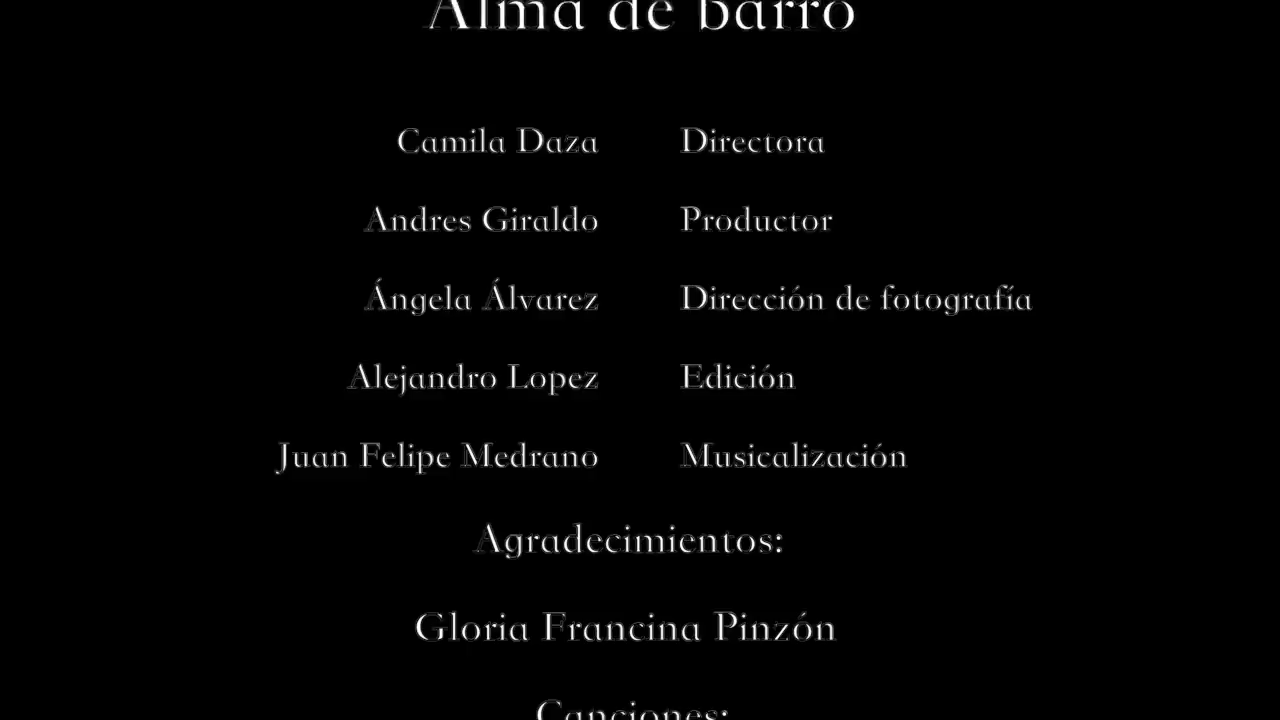 Alma de barro
Camila Daza Directora
Andres Giraldo Productor
Ángela Álvarez Dirección de fotografía
Alejandro Lopez Edición
Juan Felipe Medrano Musicalización
Agradecimientos:
Gloria Francina Pinzón
Canciones: